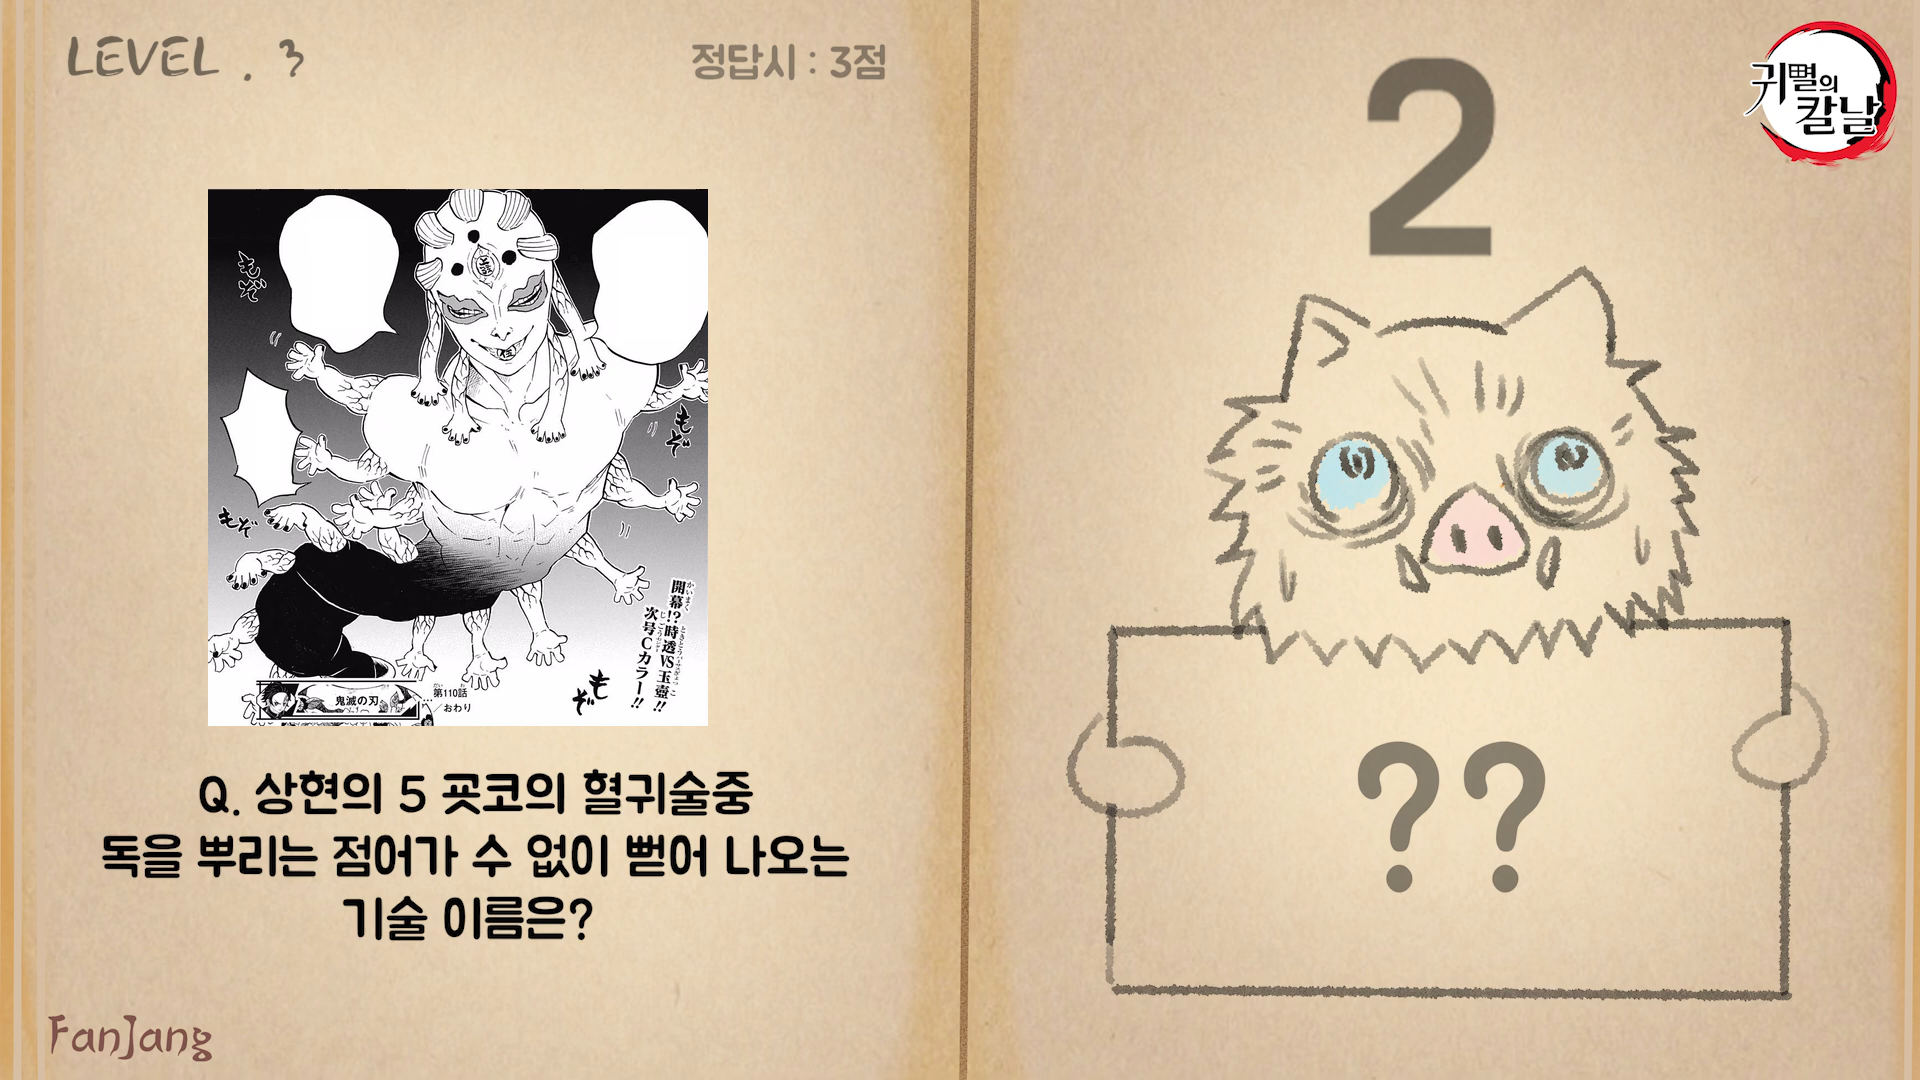 LEVEL . 3
정답시 : 3점
もぞ
もぞ
もぞ
もぞ
開幕!?時透VS玉壺!!
次号Cカラー!!
鬼滅の刃
第110話
/おわり
Q. 상현의 5 굣코의 혈귀술중
독을 뿌리는 점어가 수 없이 뻗어 나오는
기술 이름은?
FanJang
2
귀멸의
칼날
??